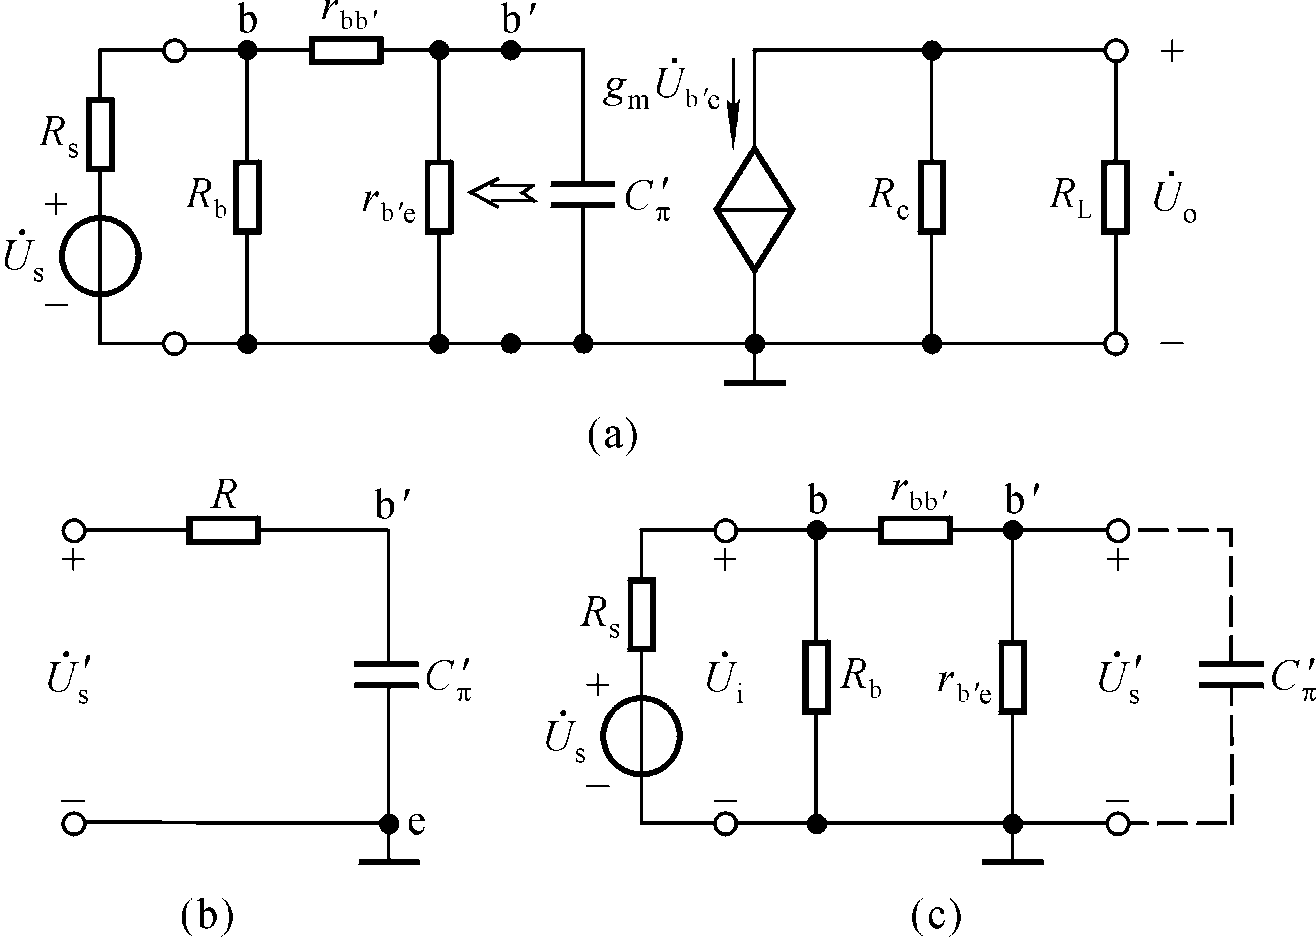 b r_bb′ b′
R_s + U̇_s −
R_b r_b′e C′_π
g_m U̇_b′c
R_c R_L + U̇_o −
(a)
R b′
+ U̇′_s − C′_π e
(b)
b r_bb′ b′
R_s + U̇_s −
+ U̇_i −
R_b r_b′e
+ U̇′_s − C′_π
(c)